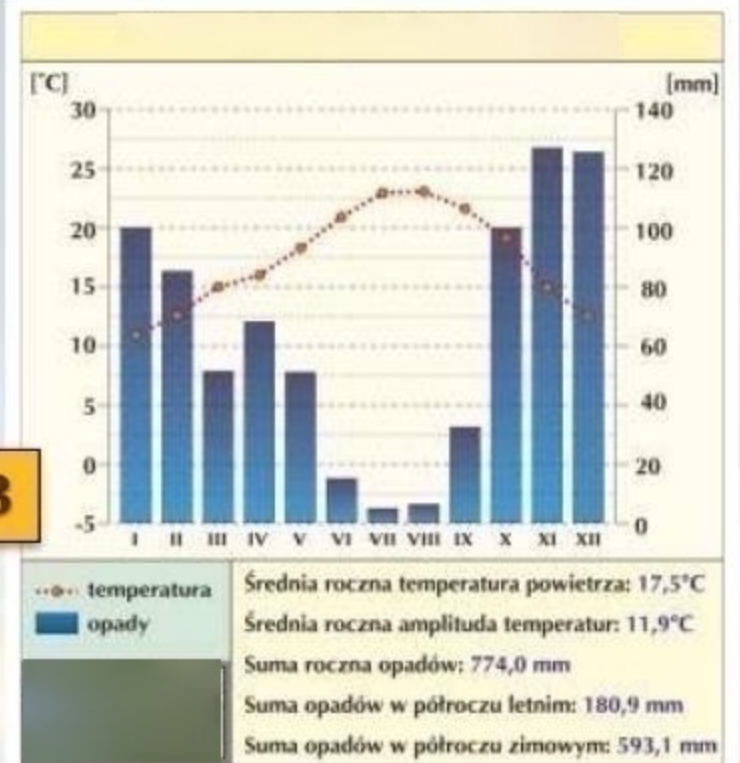 [°C] [mm]
30 140
25 120
20 100
15 80
10 60
5 40
0 20
-5 0
I II III IV V VI VII VIII IX X XI XII
temperatura
opady
Średnia roczna temperatura powietrza: 17,5°C
Średnia roczna amplituda temperatur: 11,9°C
Suma roczna opadów: 774,0 mm
Suma opadów w półroczu letnim: 180,9 mm
Suma opadów w półroczu zimowym: 593,1 mm